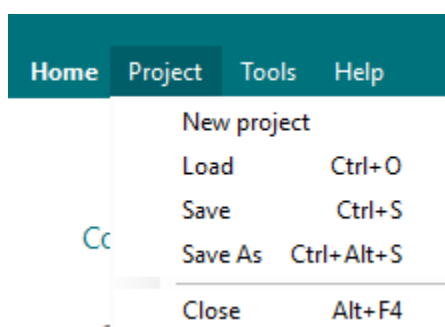 Home Project Tools Help
New project
Load Ctrl+O
Save Ctrl+S
Save As Ctrl+Alt+S
Close Alt+F4